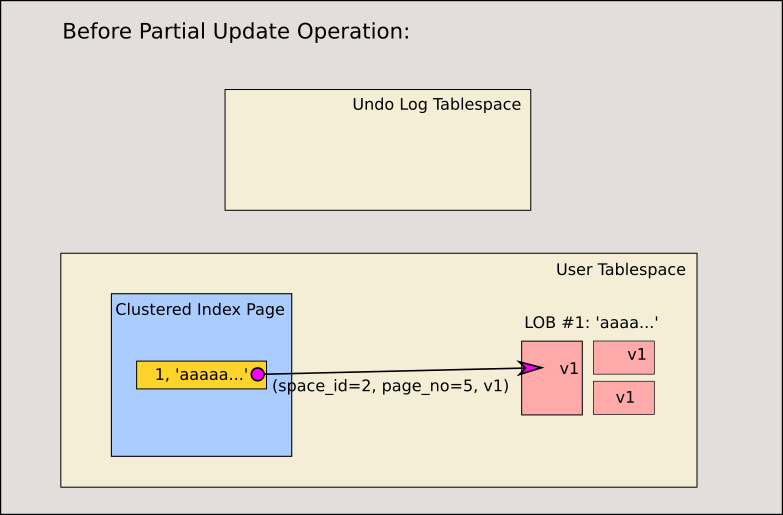 Before Partial Update Operation:
Undo Log Tablespace
User Tablespace
Clustered Index Page
LOB #1: 'aaaa...'
v1
v1
1, 'aaaaa...'
(space_id=2, page_no=5, v1)
v1